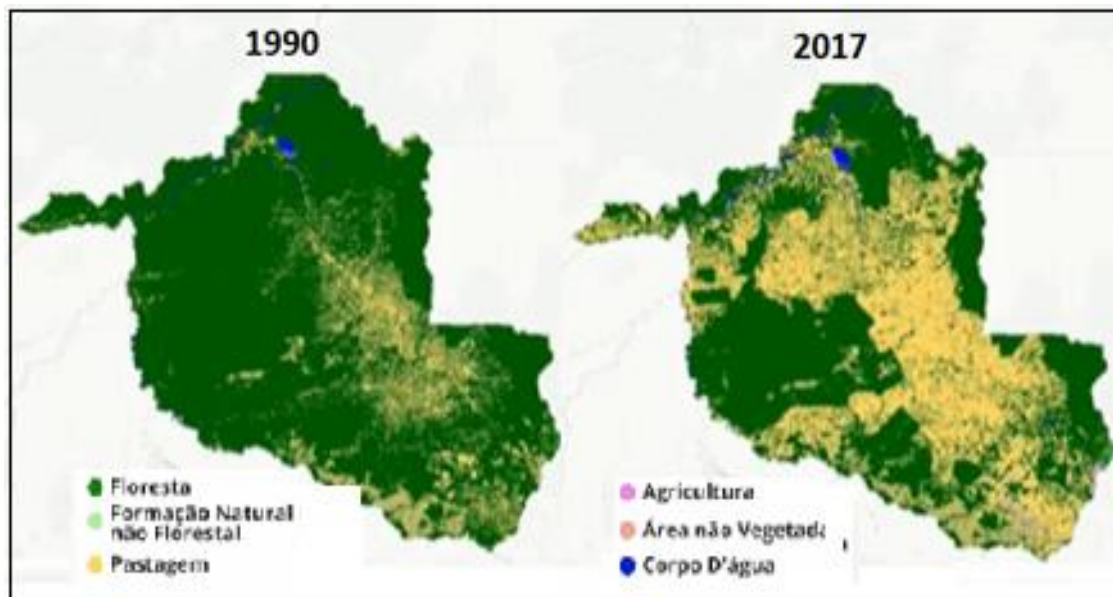 1990
2017
Floresta
Formação Natural
não Florestal
Pastagem
Agricultura
Área não Vegetada
Corpo D'água